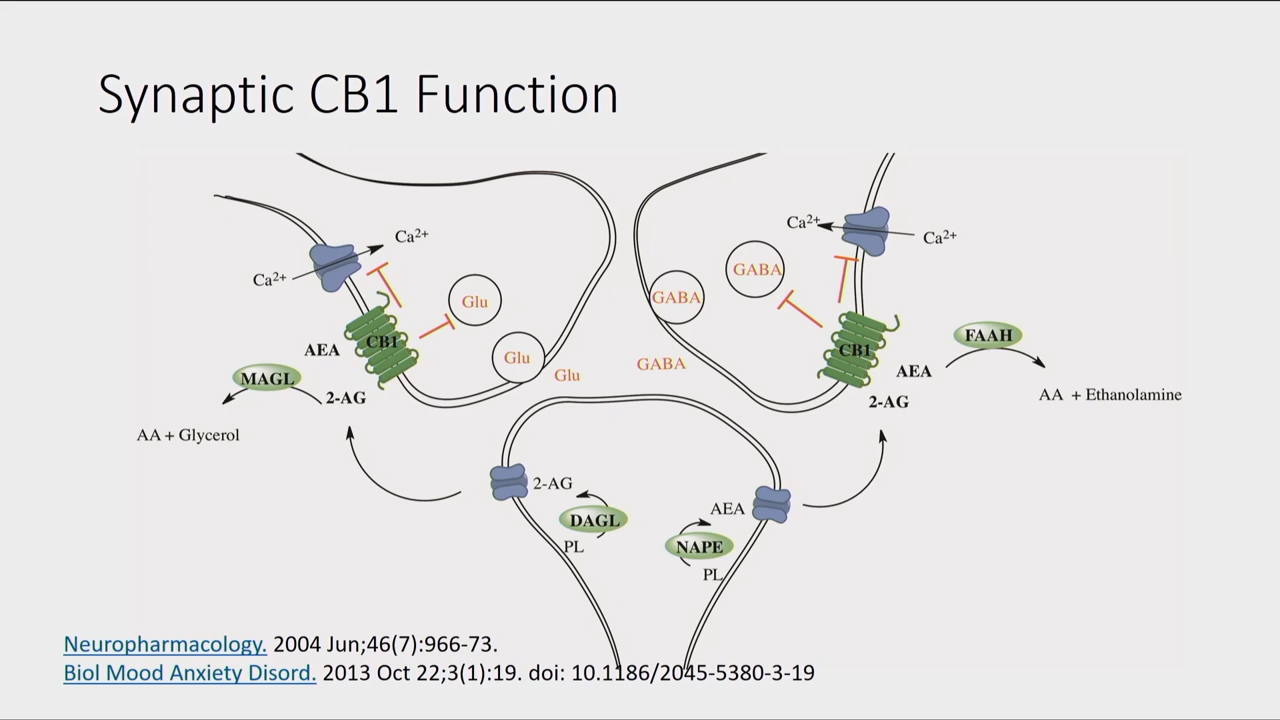 Synaptic CB1 Function
Ca²⁺
Ca²⁺
Glu
CB1
AEA
Glu
Glu
MAGL
2-AG
AA + Glycerol
Ca²⁺
Ca²⁺
GABA
GABA
GABA
CB1
FAAH
AEA
2-AG
AA + Ethanolamine
2-AG
DAGL
PL
AEA
NAPE
PL
Neuropharmacology. 2004 Jun;46(7):966-73.
Biol Mood Anxiety Disord. 2013 Oct 22;3(1):19. doi: 10.1186/2045-5380-3-19